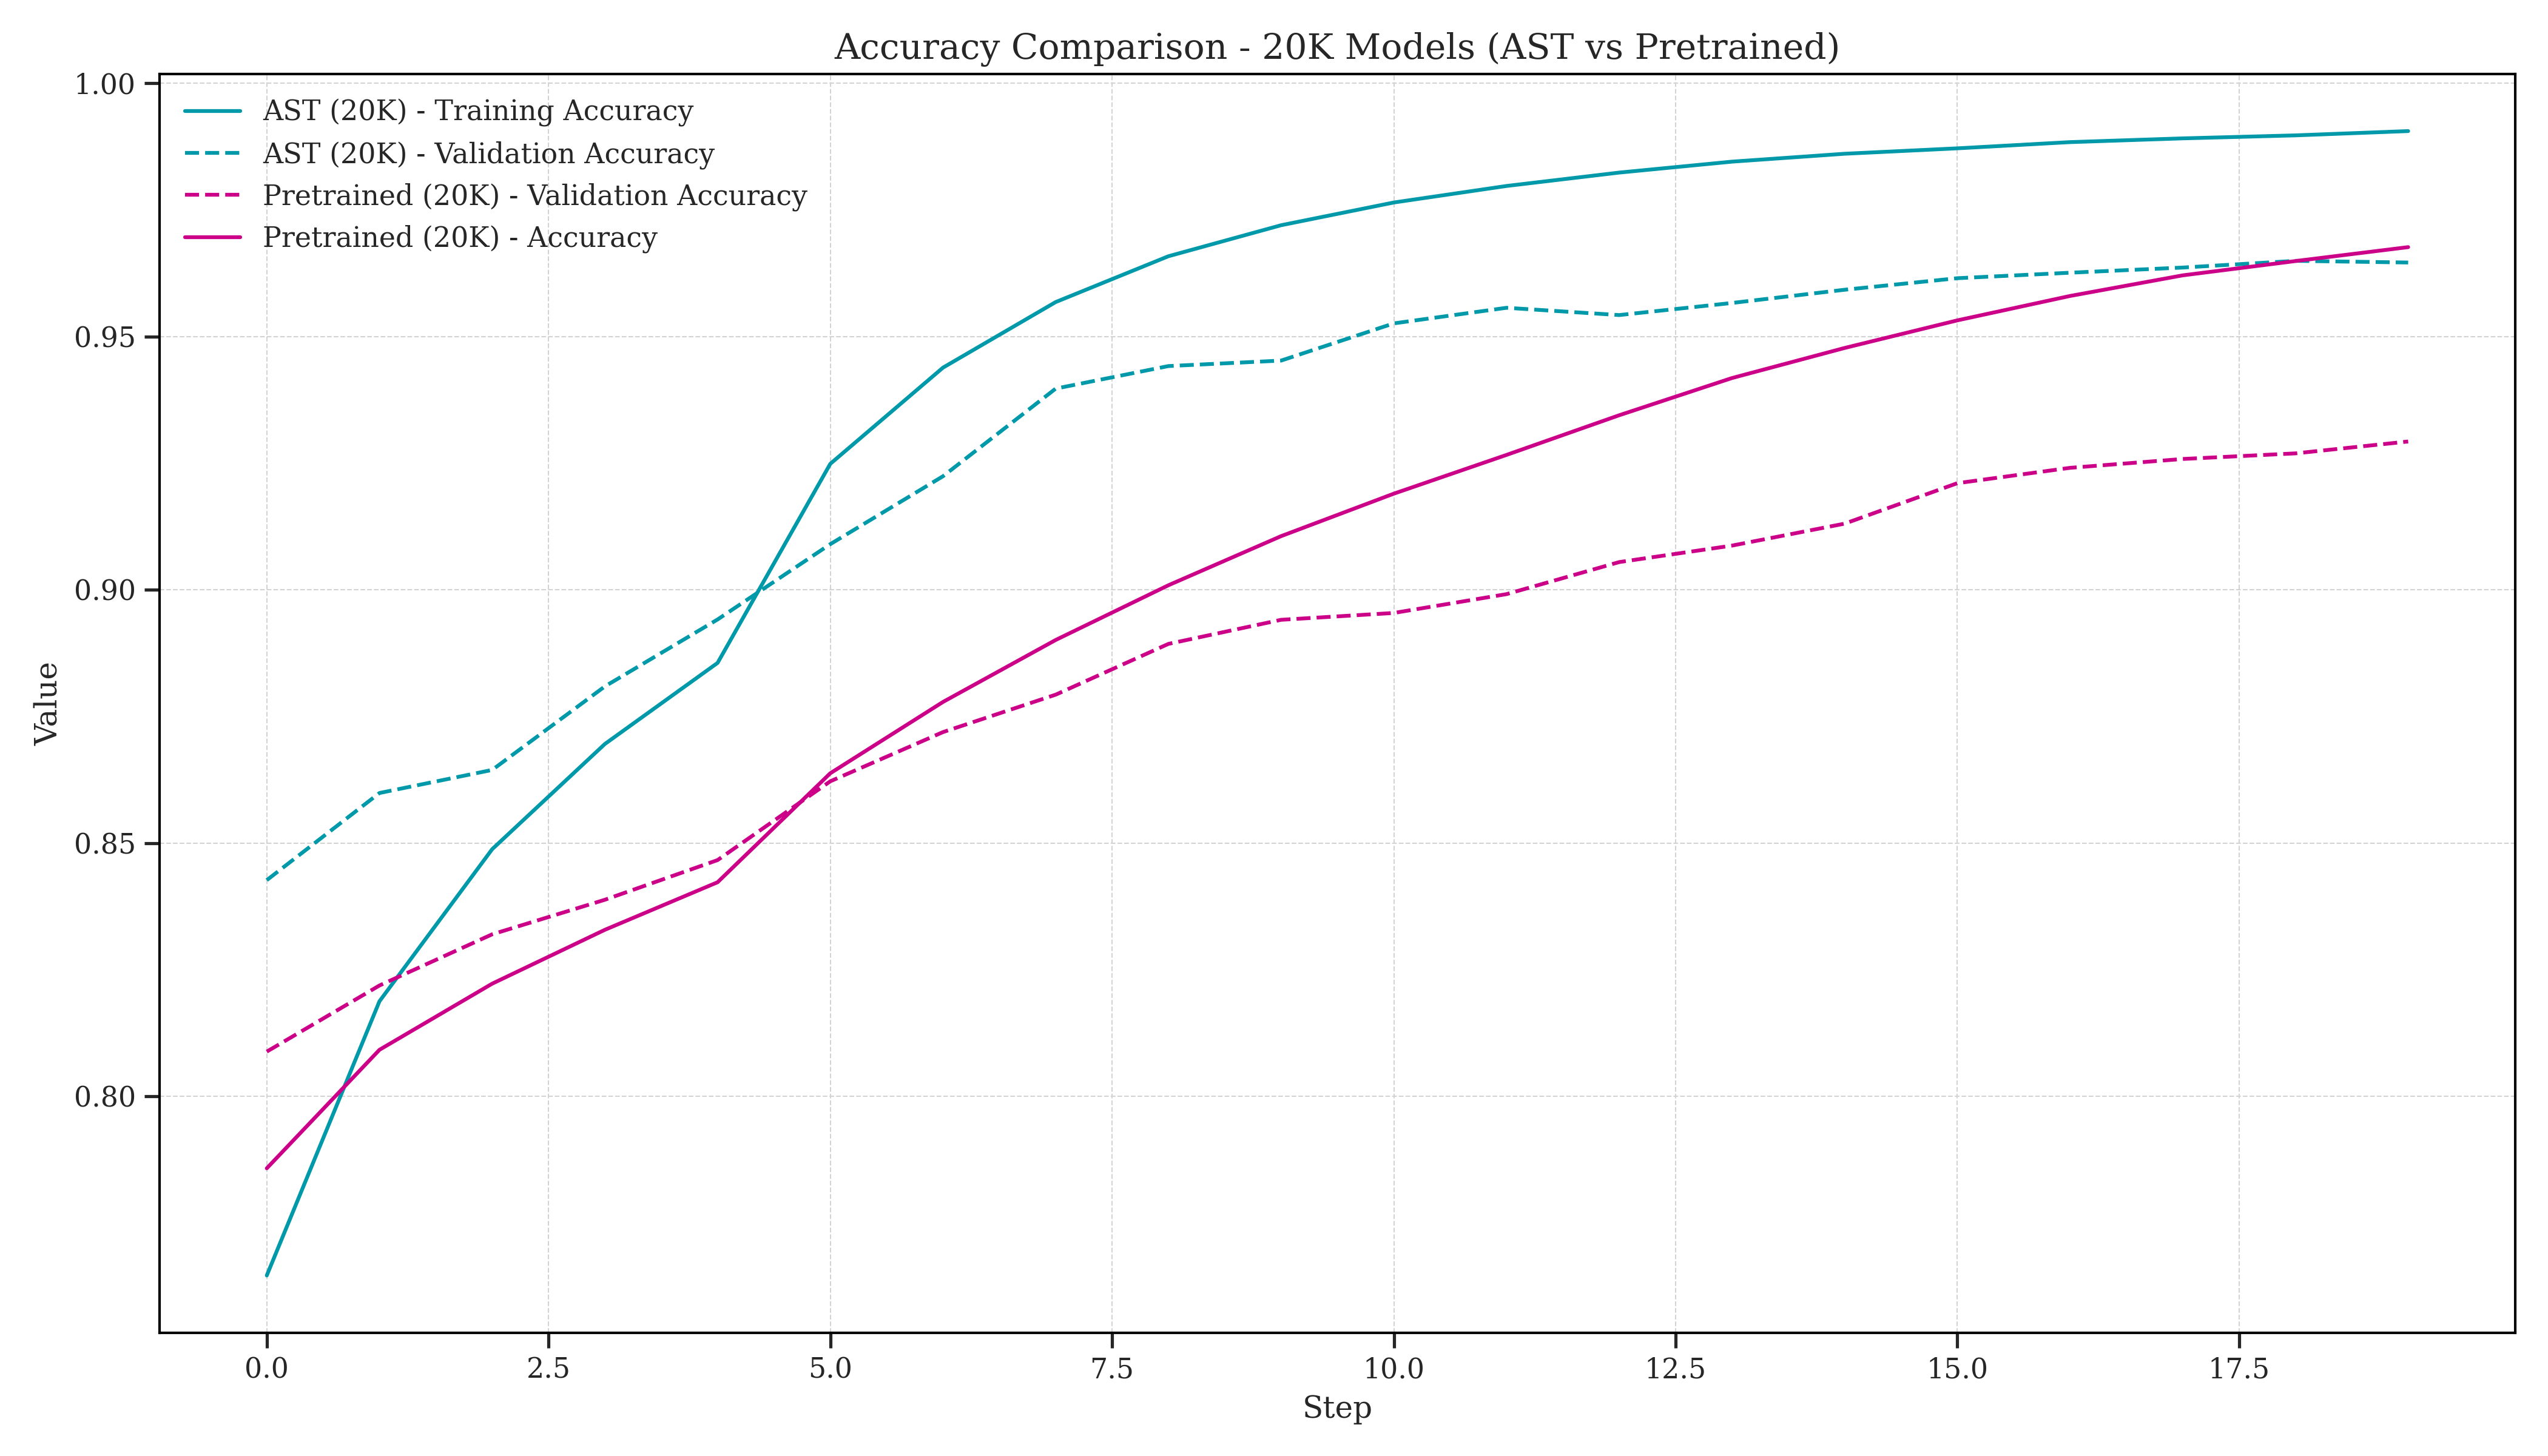 Accuracy Comparison - 20K Models (AST vs Pretrained)
1.00
AST (20K) - Training Accuracy
AST (20K) - Validation Accuracy
Pretrained (20K) - Validation Accuracy
Pretrained (20K) - Accuracy
0.95
0.90
0.85
0.80
Value
0.0 2.5 5.0 7.5 10.0 12.5 15.0 17.5
Step